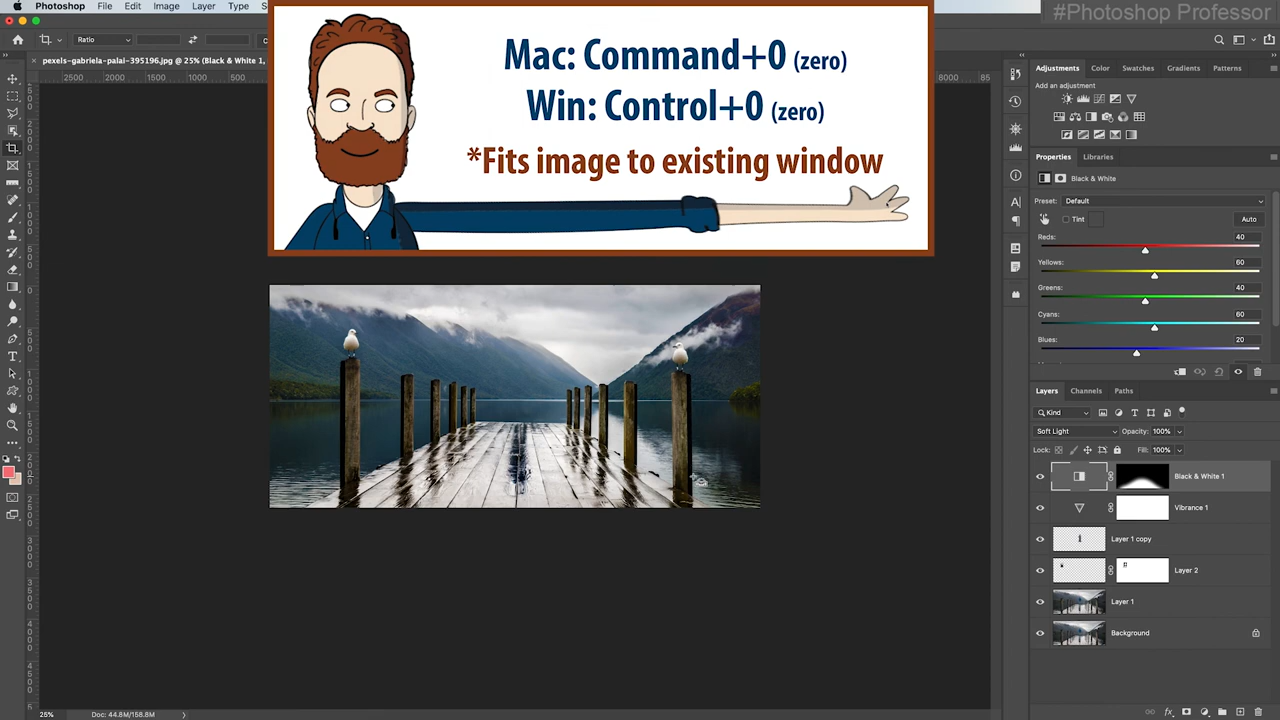 Photoshop File Edit Image Layer Type
#Photoshop Professor
Mac: Command+0 (zero)
Win: Control+0 (zero)
*Fits image to existing window
Ratio
pexels-gabriela-palai-395196.jpg @ 25% (Black & White 1,
2500 2000 1500 1000 500
8000 85
Adjustments Color Swatches Gradients Patterns
Add an adjustment
Properties Libraries
Black & White
Preset: Default
Tint Auto
Reds: 40
Yellows: 60
Greens: 40
Cyans: 60
Blues: 20
Layers Channels Paths
Kind
Soft Light Opacity: 100%
Lock: Fill: 100%
Black & White 1
Vibrance 1
Layer 1 copy
Layer 2
Layer 1
Background
25% Doc: 44.8M/158.8M